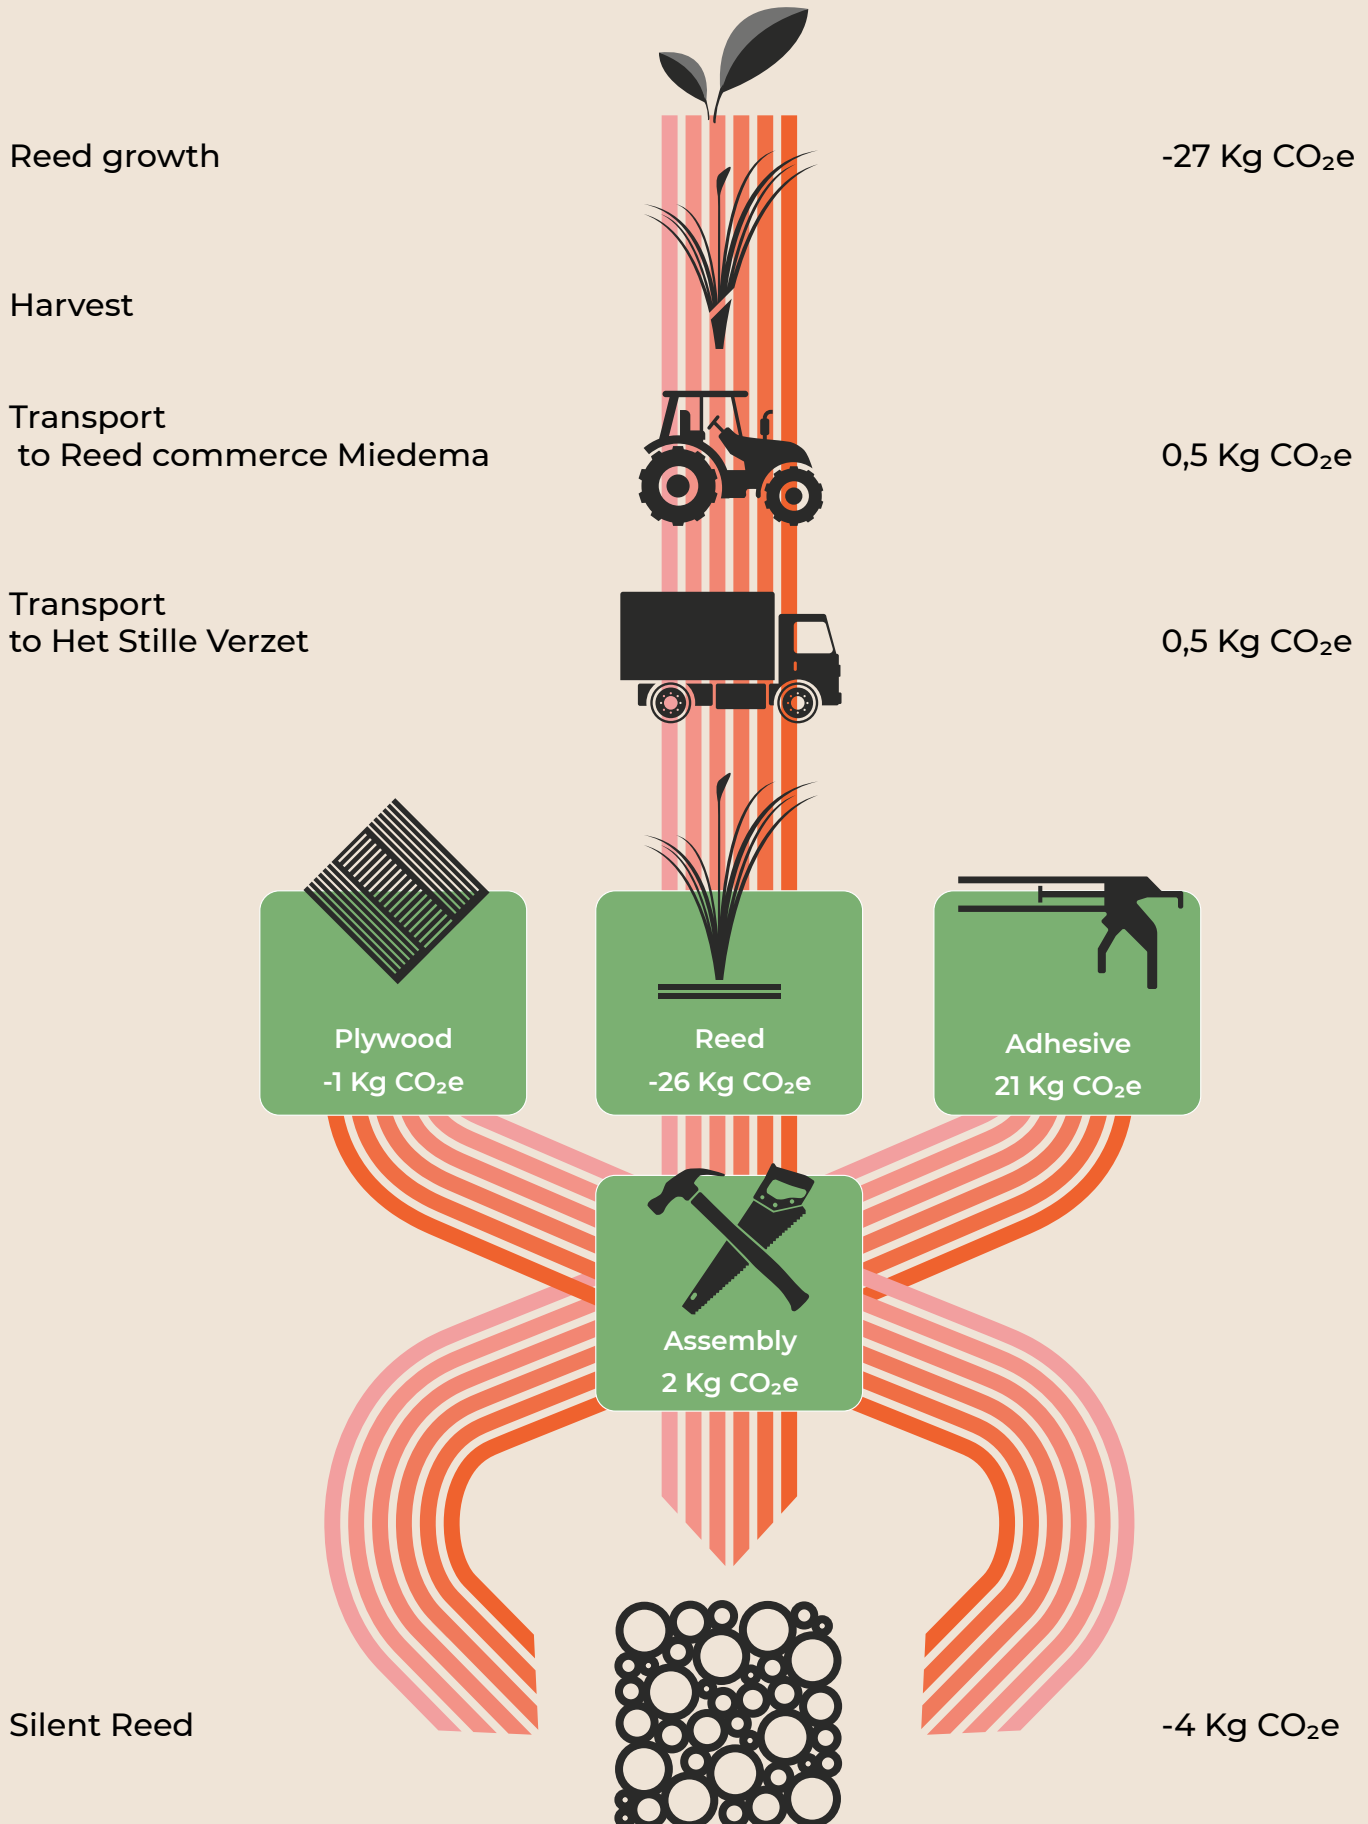 Reed growth
-27 Kg CO₂e
Harvest
Transport
to Reed commerce Miedema
0,5 Kg CO₂e
Transport
to Het Stille Verzet
0,5 Kg CO₂e
Plywood
-1 Kg CO₂e
Reed
-26 Kg CO₂e
Adhesive
21 Kg CO₂e
Assembly
2 Kg CO₂e
Silent Reed
-4 Kg CO₂e